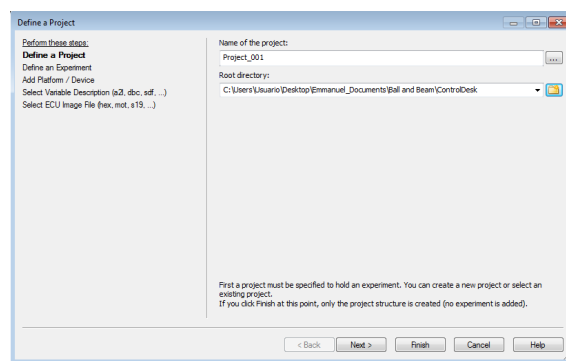 Define a Project
Perform these steps:
Define a Project
Define an Experiment
Add Platform / Device
Select Variable Description (a2l, dbc, sdf, ...)
Select ECU Image File (hex, mot, s19, ...)
Name of the project:
Project_001
...
Root directory:
C:\Users\Usuario\Desktop\Emmanuel_Documents\Ball and Beam\ControlDesk
First a project must be specified to hold an experiment. You can create a new project or select an
existing project.
If you click Finish at this point, only the project structure is created (no experiment is added).
< Back Next > Finish Cancel Help